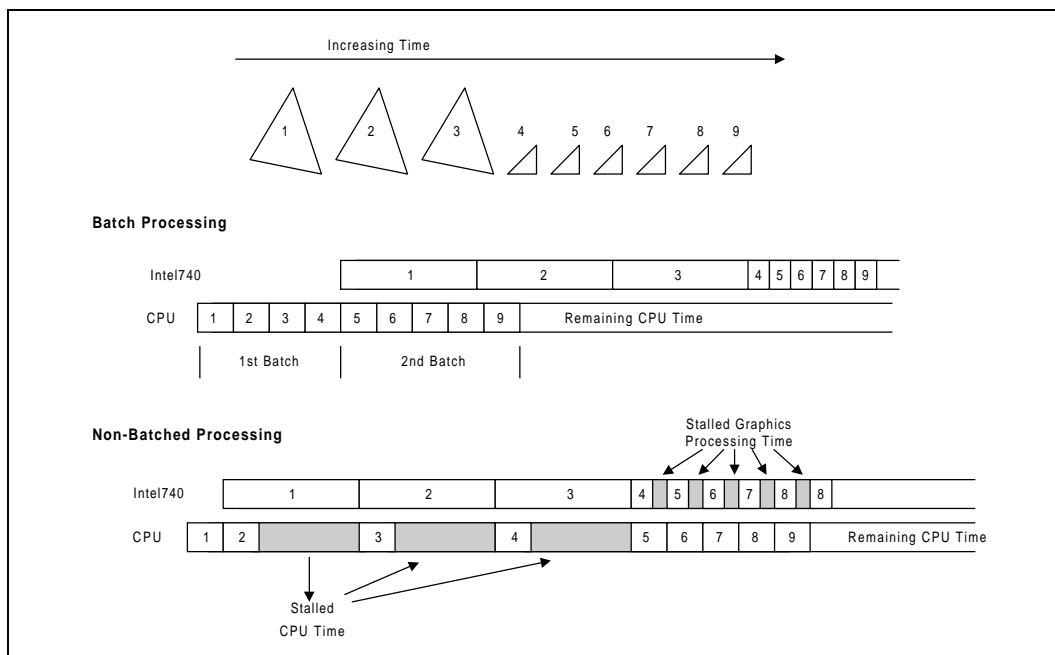 Increasing Time
1 2 3 4 5 6 7 8 9
Batch Processing
Intel740 1 2 3 4 5 6 7 8 9
CPU 1 2 3 4 5 6 7 8 9 Remaining CPU Time
1st Batch 2nd Batch
Non-Batched Processing
Stalled Graphics
Processing Time
Intel740 1 2 3 4 5 6 7 8 8
CPU 1 2 3 4 5 6 7 8 9 Remaining CPU Time
Stalled
CPU Time